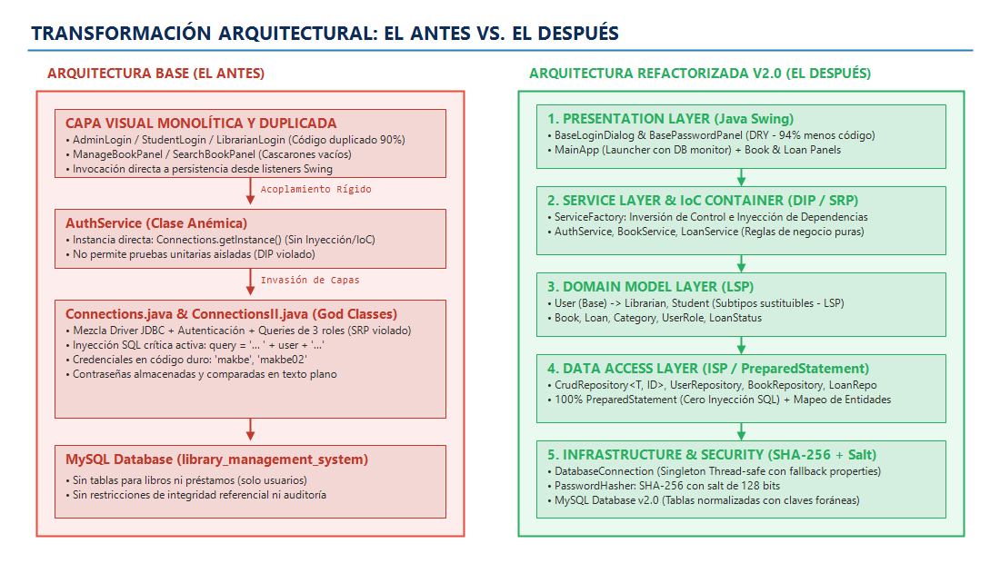 TRANSFORMACIÓN ARQUITECTURAL: EL ANTES VS. EL DESPUÉS
ARQUITECTURA BASE (EL ANTES)
CAPA VISUAL MONOLÍTICA Y DUPLICADA
• AdminLogin / StudentLogin / LibrarianLogin (Código duplicado 90%)
• ManageBookPanel / SearchBookPanel (Cascarones vacíos)
• Invocación directa a persistencia desde listeners Swing
Acoplamiento Rígido
AuthService (Clase Anémica)
• Instancia directa: Connections.getInstance() (Sin Inyección/IoC)
• No permite pruebas unitarias aisladas (DIP violado)
Invasión de Capas
Connections.java & ConnectionsII.java (God Classes)
• Mezcla Driver JDBC + Autenticación + Queries de 3 roles (SRP violado)
• Inyección SQL crítica activa: query = '... ' + user + '...'
• Credenciales en código duro: 'makbe', 'makbe02'
• Contraseñas almacenadas y comparadas en texto plano
MySQL Database (library_management_system)
• Sin tablas para libros ni préstamos (solo usuarios)
• Sin restricciones de integridad referencial ni auditoría
ARQUITECTURA REFACTORIZADA V2.0 (EL DESPUÉS)
1. PRESENTATION LAYER (Java Swing)
• BaseLoginDialog & BasePasswordPanel (DRY - 94% menos código)
• MainApp (Launcher con DB monitor) + Book & Loan Panels
2. SERVICE LAYER & IoC CONTAINER (DIP / SRP)
• ServiceFactory: Inversión de Control e Inyección de Dependencias
• AuthService, BookService, LoanService (Reglas de negocio puras)
3. DOMAIN MODEL LAYER (LSP)
• User (Base) -> Librarian, Student (Subtipos sustituibles - LSP)
• Book, Loan, Category, UserRole, LoanStatus
4. DATA ACCESS LAYER (ISP / PreparedStatement)
• CrudRepository<T, ID>, UserRepository, BookRepository, LoanRepo
• 100% PreparedStatement (Cero Inyección SQL) + Mapeo de Entidades
5. INFRASTRUCTURE & SECURITY (SHA-256 + Salt)
• DatabaseConnection (Singleton Thread-safe con fallback properties)
• PasswordHasher: SHA-256 con salt de 128 bits
• MySQL Database v2.0 (Tablas normalizadas con claves foráneas)